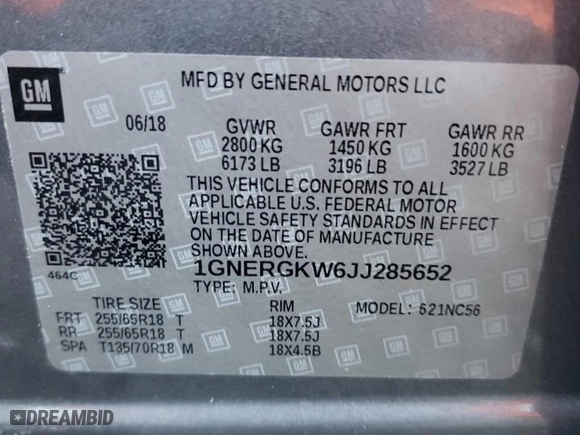 GM
MFD BY GENERAL MOTORS LLC
06/18 GVWR GAWR FRT GAWR RR
2800 KG 1450 KG 1600 KG
6173 LB 3196 LB 3527 LB
THIS VEHICLE CONFORMS TO ALL
APPLICABLE U.S. FEDERAL MOTOR
VEHICLE SAFETY STANDARDS IN EFFECT
ON THE DATE OF MANUFACTURE
SHOWN ABOVE.
464C 1GNERGKW6JJ285652
TYPE: M.P.V. MODEL: 621NC56
TIRE SIZE RIM
FRT 255/65R18 T 18X7.5J
RR 255/65R18 T 18X7.5J
SPA T135/70R18 M 18X4.5B
DREAMBID